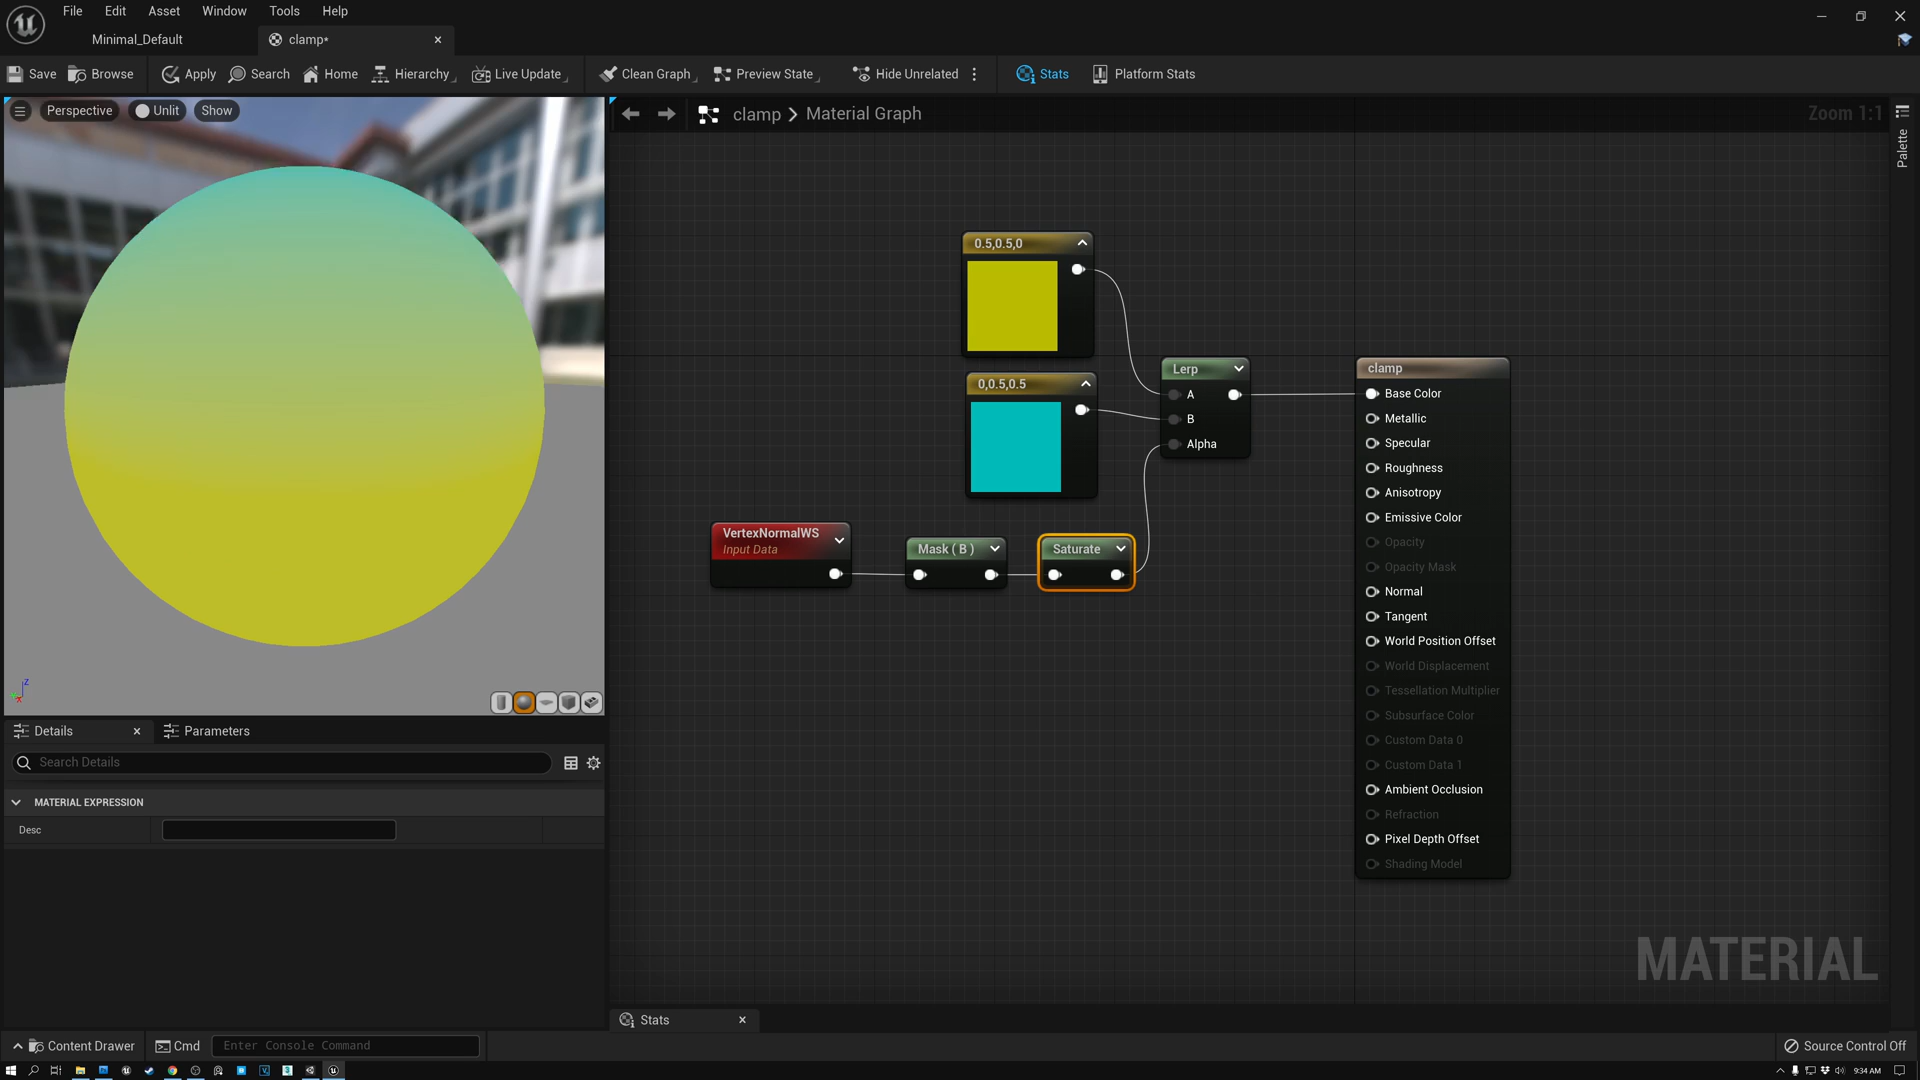 File Edit Asset Window Tools Help
Minimal_Default clamp*
Save Browse Apply Search Home Hierarchy Live Update Clean Graph Preview State Hide Unrelated Stats Platform Stats
Perspective Unlit Show
clamp > Material Graph
Zoom 1:1
Palette
0.5,0.5,0
0,0.5,0.5
Lerp
A
B
Alpha
VertexNormalWS
Input Data
Mask ( B )
Saturate
clamp
Base Color
Metallic
Specular
Roughness
Anisotropy
Emissive Color
Opacity
Opacity Mask
Normal
Tangent
World Position Offset
World Displacement
Tessellation Multiplier
Subsurface Color
Custom Data 0
Custom Data 1
Ambient Occlusion
Refraction
Pixel Depth Offset
Shading Model
MATERIAL
z
x
Details Parameters
Search Details
MATERIAL EXPRESSION
Desc
Stats
Content Drawer Cmd Enter Console Command
Source Control Off
9:34 AM